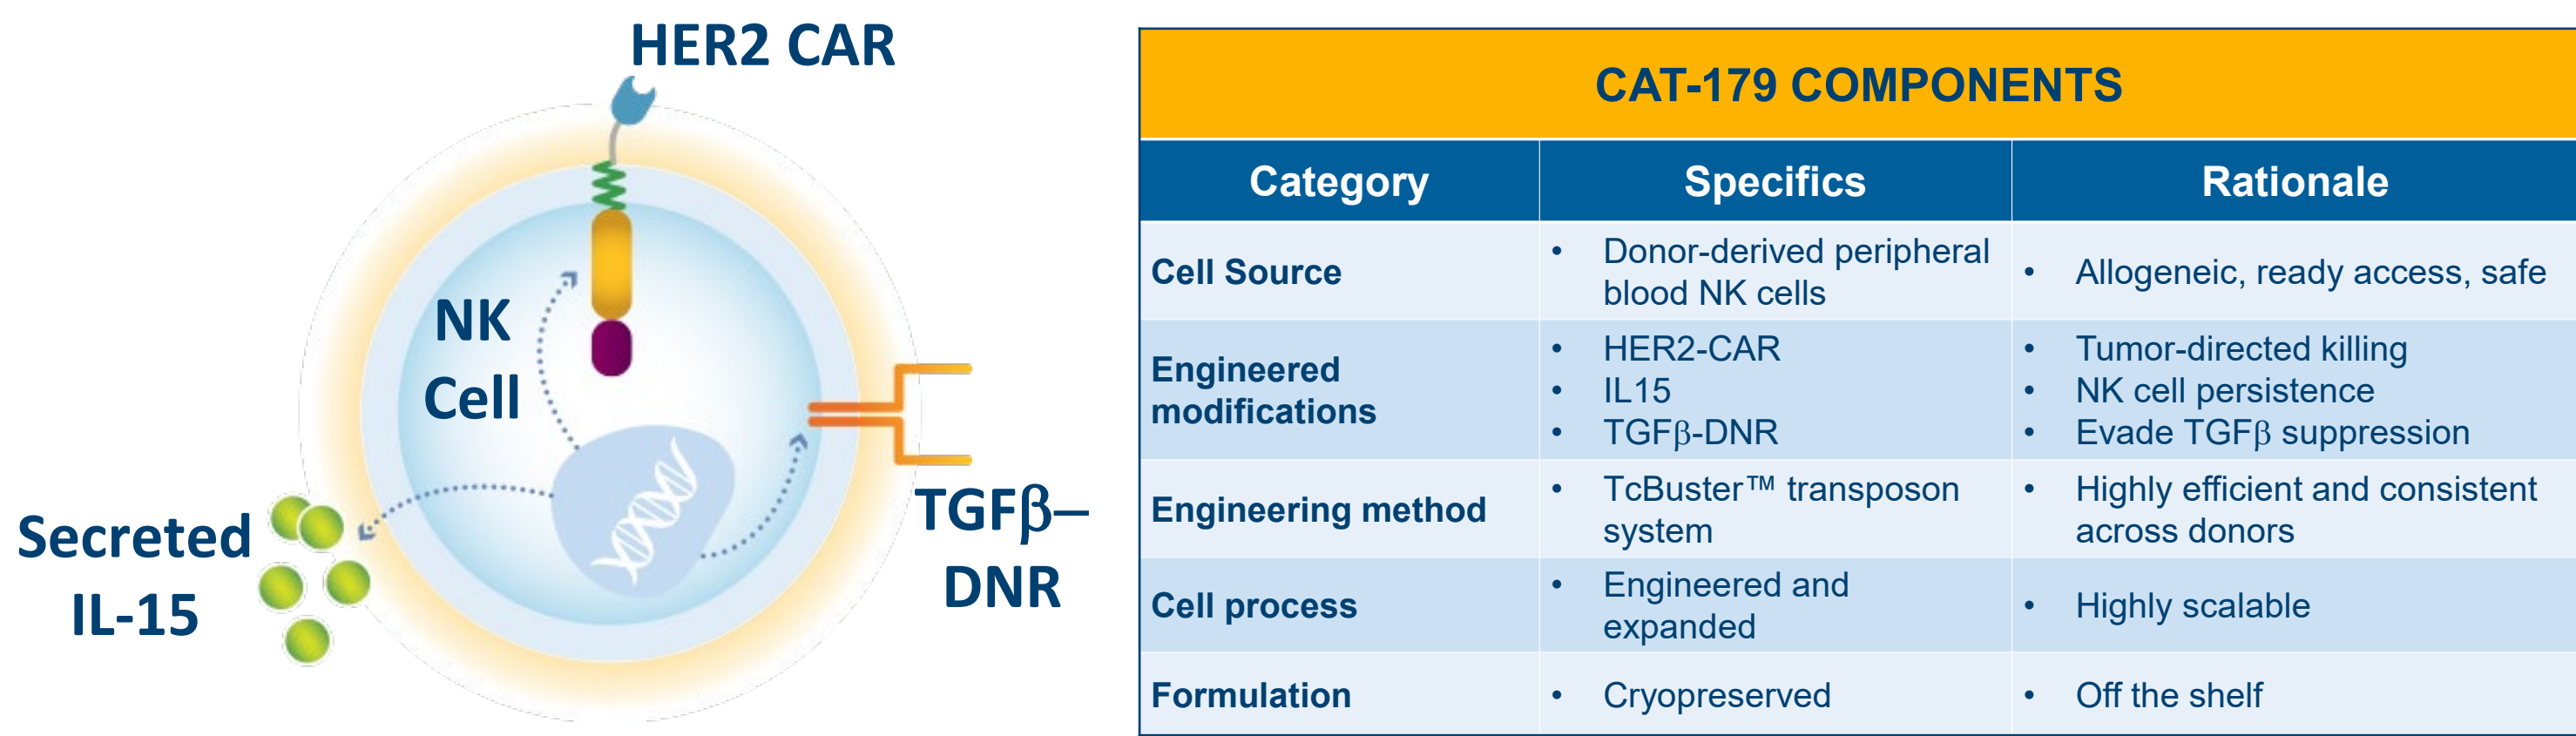 HER2 CAR
NK
Cell
Secreted
IL-15
TGFβ–
DNR
CAT-179 COMPONENTS
Category
Specifics
Rationale
Cell Source
• Donor-derived peripheral
blood NK cells
• Allogeneic, ready access, safe
Engineered
modifications
• HER2-CAR
• IL15
• TGFβ-DNR
• Tumor-directed killing
• NK cell persistence
• Evade TGFβ suppression
Engineering method
• TcBuster™ transposon
system
• Highly efficient and consistent
across donors
Cell process
• Engineered and
expanded
• Highly scalable
Formulation
• Cryopreserved
• Off the shelf